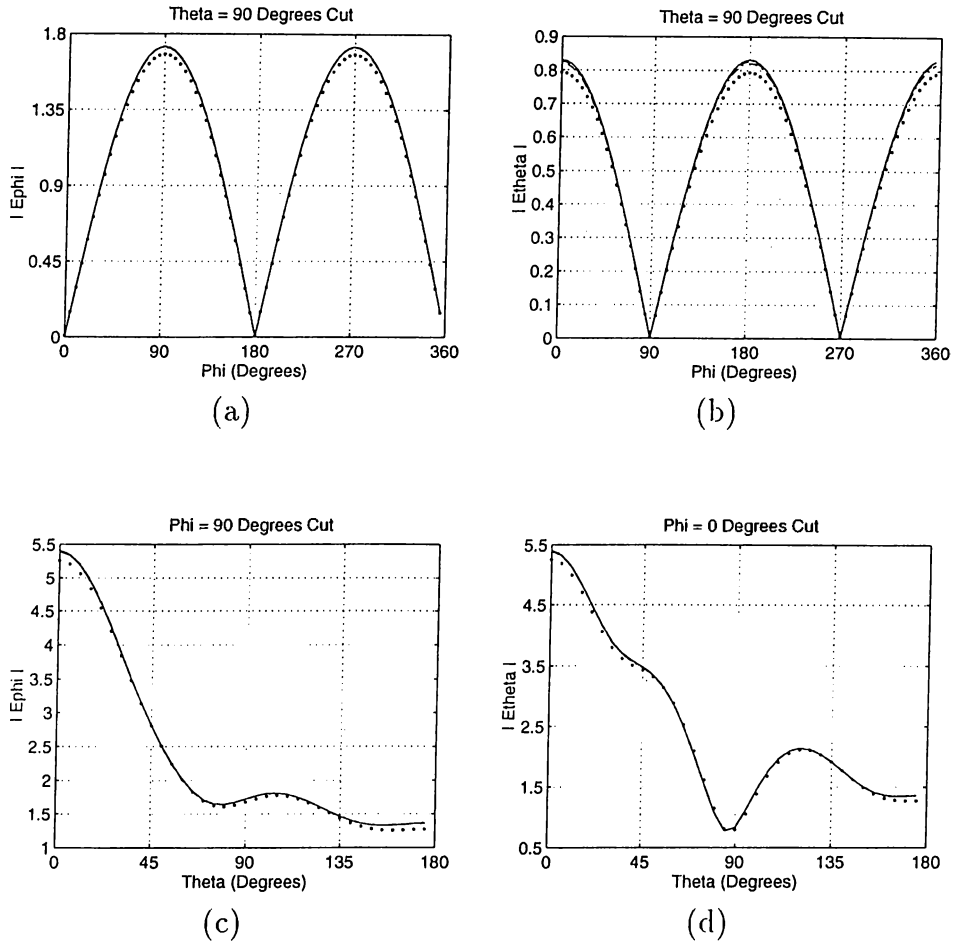 Theta = 90 Degrees Cut
| Ephi |
1.8
1.35
0.9
0.45
0
0 90 180 270 360
Phi (Degrees)
(a)
Theta = 90 Degrees Cut
| Etheta |
0.9
0.8
0.7
0.6
0.5
0.4
0.3
0.2
0.1
0
0 90 180 270 360
Phi (Degrees)
(b)
Phi = 90 Degrees Cut
| Ephi |
5.5
5
4.5
4
3.5
3
2.5
2
1.5
1
0 45 90 135 180
Theta (Degrees)
(c)
Phi = 0 Degrees Cut
| Etheta |
5.5
4.5
3.5
2.5
1.5
0.5
0 45 90 135 180
Theta (Degrees)
(d)